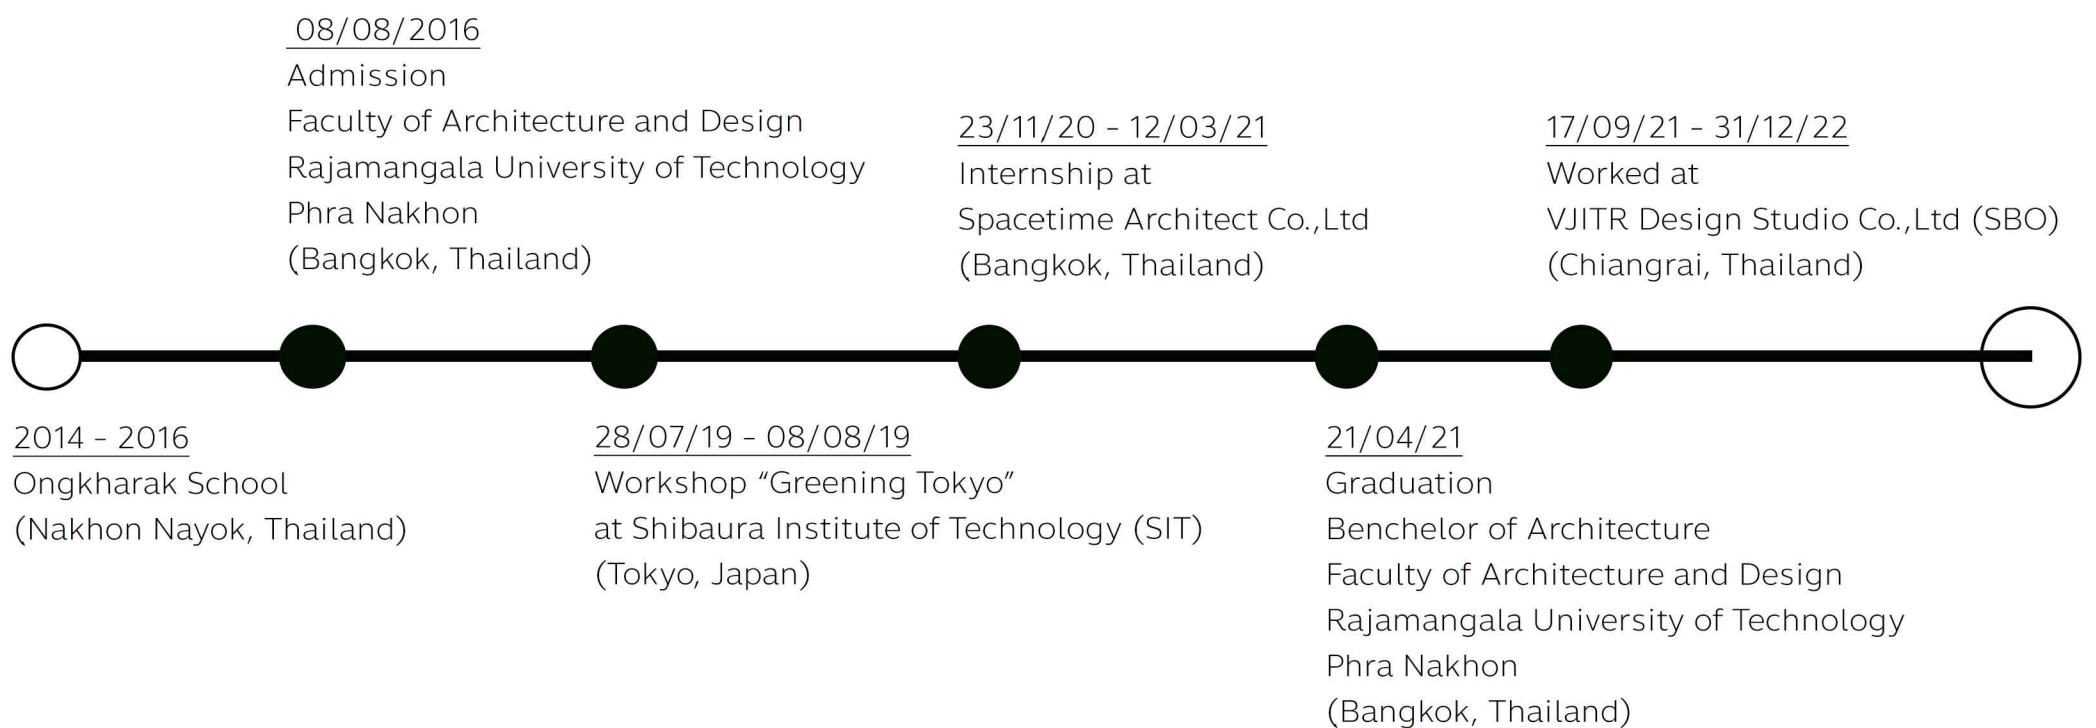 08/08/2016
Admission
Faculty of Architecture and Design
Rajamangala University of Technology
Phra Nakhon
(Bangkok, Thailand)
23/11/20 - 12/03/21
Internship at
Spacetime Architect Co.,Ltd
(Bangkok, Thailand)
17/09/21 - 31/12/22
Worked at
VJITR Design Studio Co.,Ltd (SBO)
(Chiangrai, Thailand)
2014 - 2016
Ongkharak School
(Nakhon Nayok, Thailand)
28/07/19 - 08/08/19
Workshop “Greening Tokyo”
at Shibaura Institute of Technology (SIT)
(Tokyo, Japan)
21/04/21
Graduation
Benchelor of Architecture
Faculty of Architecture and Design
Rajamangala University of Technology
Phra Nakhon
(Bangkok, Thailand)